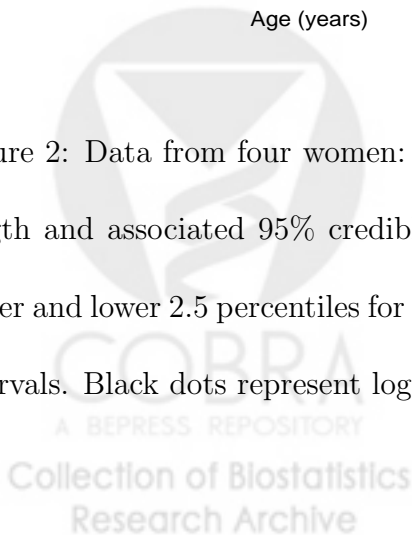 Age (years)
ure 2: Data from four women:
gth and associated 95% credib
er and lower 2.5 percentiles for
rvals. Black dots represent log
COBRA
A BEPRESS REPOSITORY
Collection of Biostatistics
Research Archive